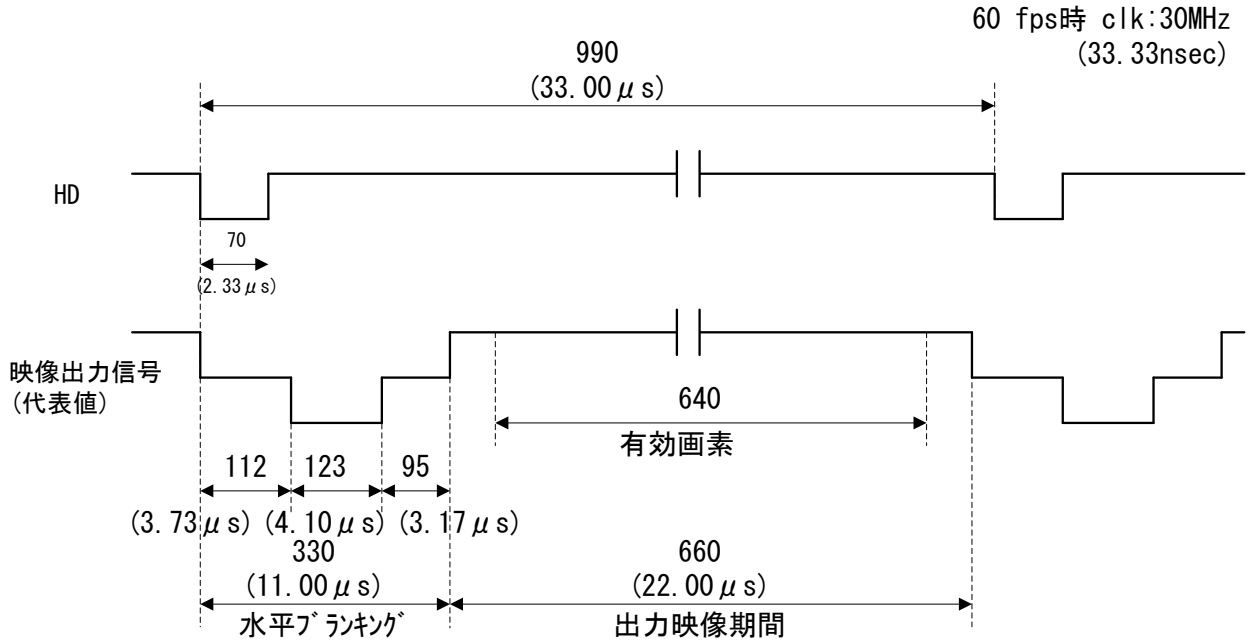 60 fps時 clk:30MHz
(33.33nsec)
990
(33.00μs)
HD
70
(2.33μs)
映像出力信号
(代表値)
640
有効画素
112 123 95
(3.73μs) (4.10μs) (3.17μs)
330 660
(11.00μs) (22.00μs)
水平ブランキング 出力映像期間